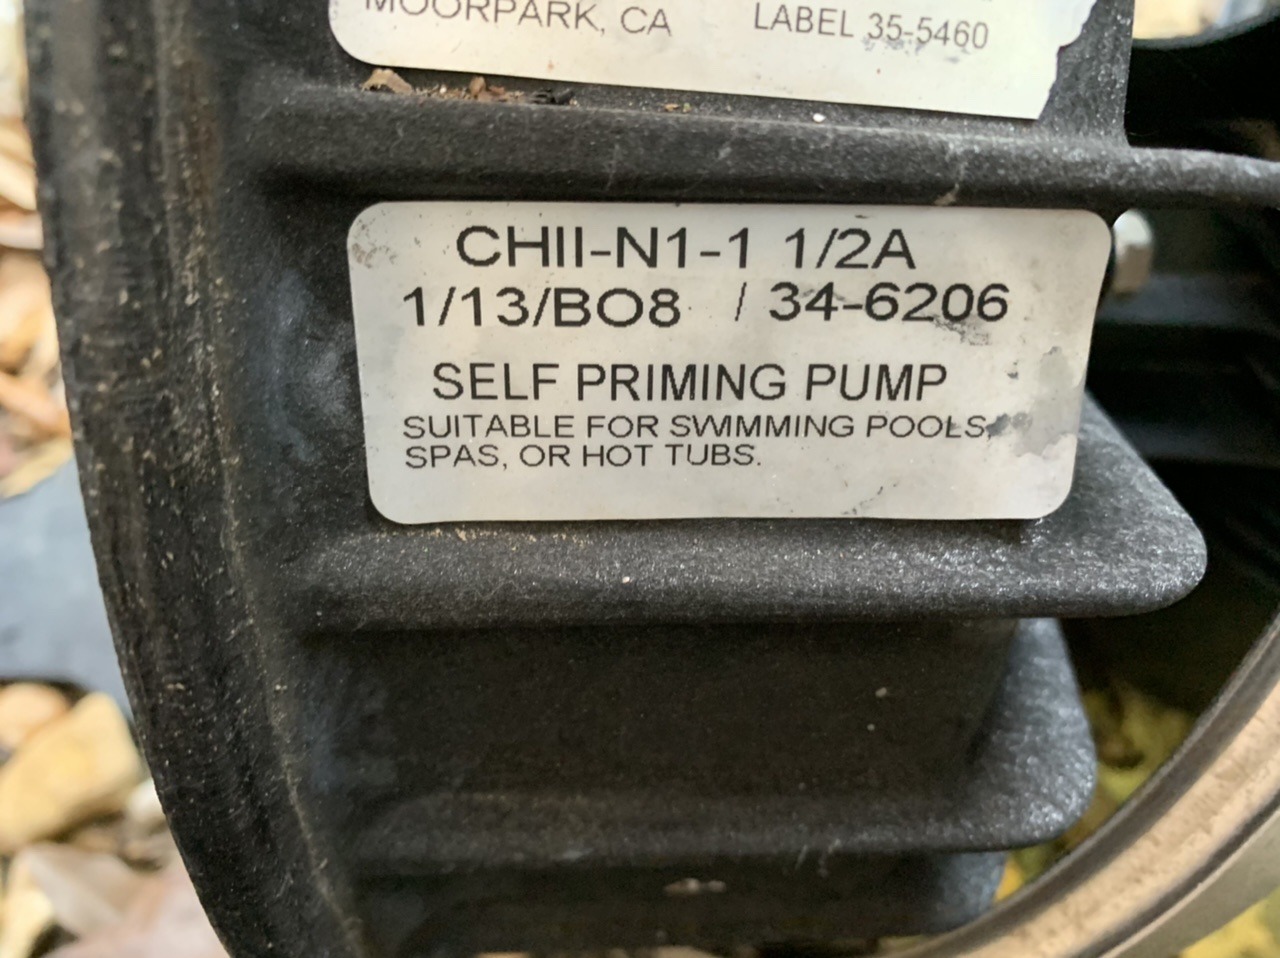 MOORPARK, CA LABEL 35-5460
CHII-N1-1 1/2A
1/13/BO8 / 34-6206
SELF PRIMING PUMP
SUITABLE FOR SWIMMING POOLS,
SPAS, OR HOT TUBS.